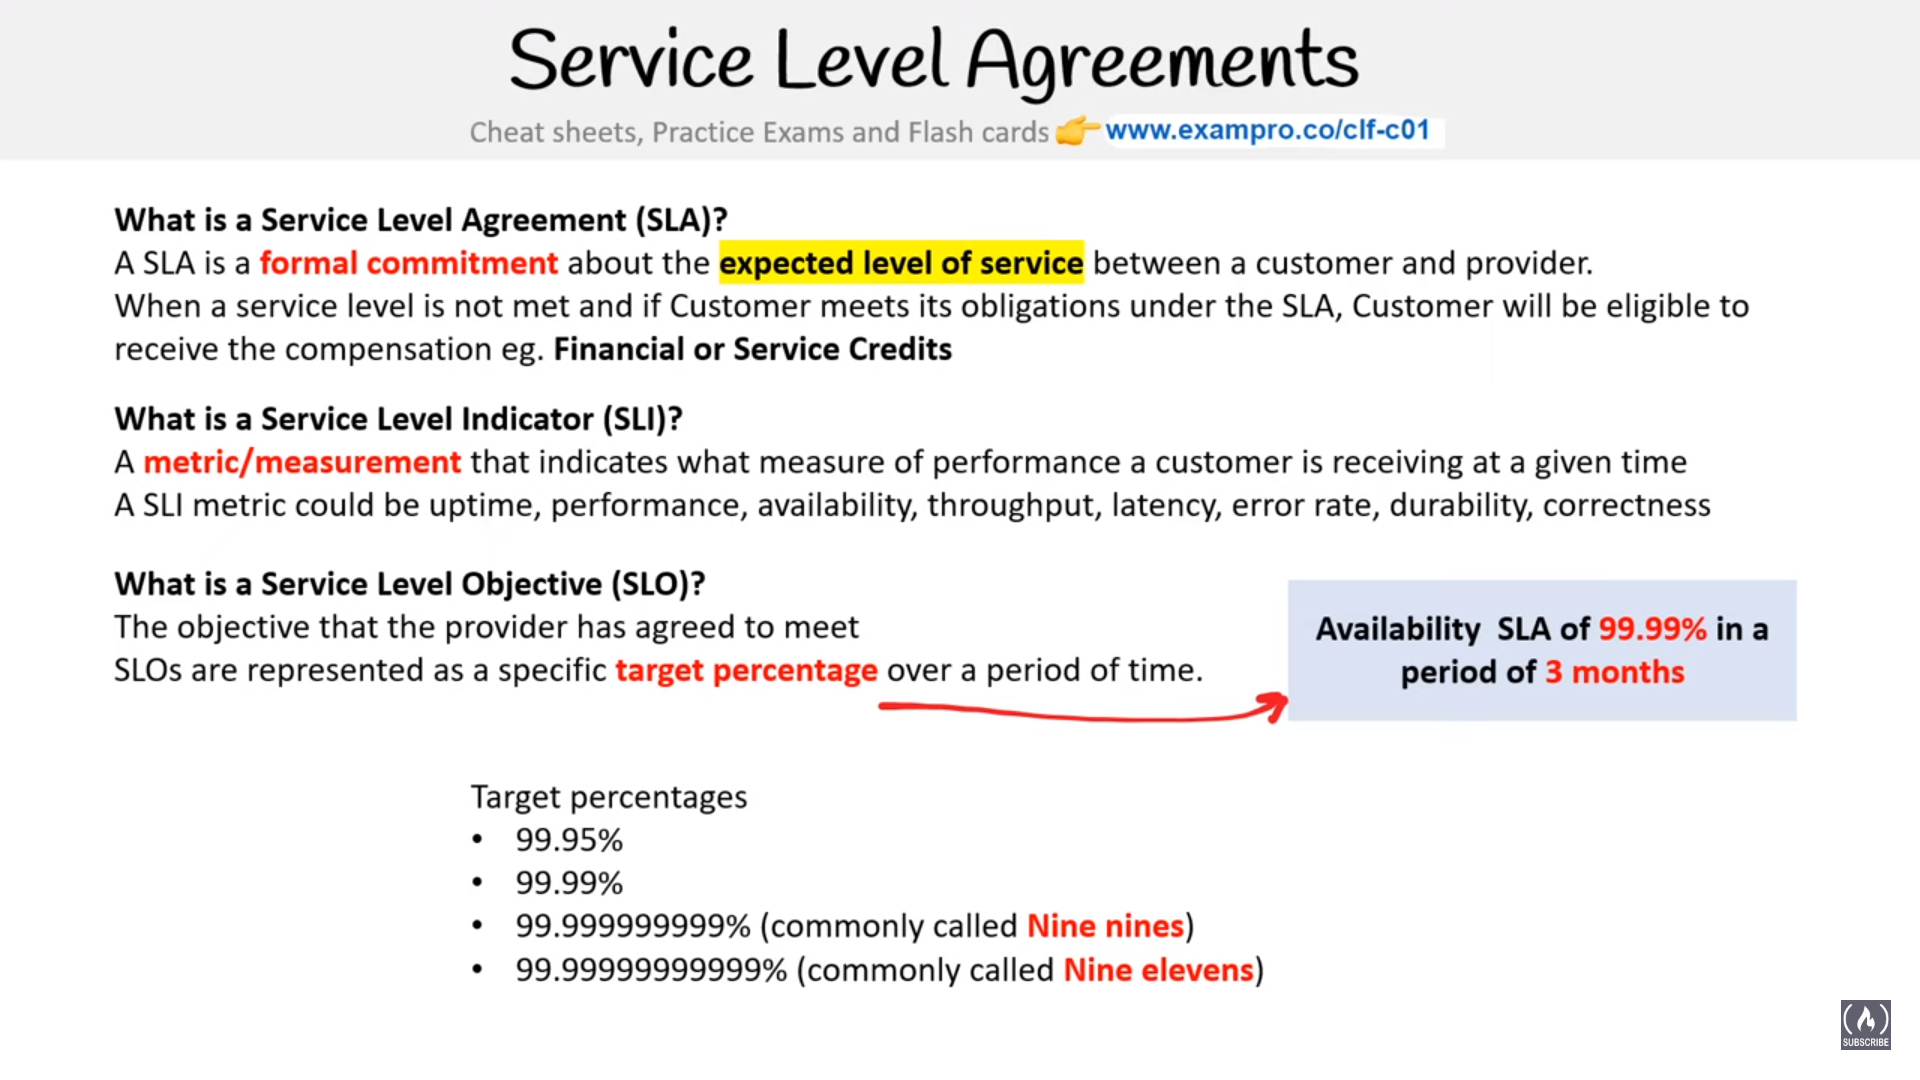 Service Level Agreements
Cheat sheets, Practice Exams and Flash cards 👉 www.exampro.co/clf-c01
What is a Service Level Agreement (SLA)?
A SLA is a formal commitment about the expected level of service between a customer and provider.
When a service level is not met and if Customer meets its obligations under the SLA, Customer will be eligible to
receive the compensation eg. Financial or Service Credits
What is a Service Level Indicator (SLI)?
A metric/measurement that indicates what measure of performance a customer is receiving at a given time
A SLI metric could be uptime, performance, availability, throughput, latency, error rate, durability, correctness
What is a Service Level Objective (SLO)?
The objective that the provider has agreed to meet
SLOs are represented as a specific target percentage over a period of time.
Availability SLA of 99.99% in a
period of 3 months
Target percentages
• 99.95%
• 99.99%
• 99.999999999% (commonly called Nine nines)
• 99.99999999999% (commonly called Nine elevens)
SUBSCRIBE